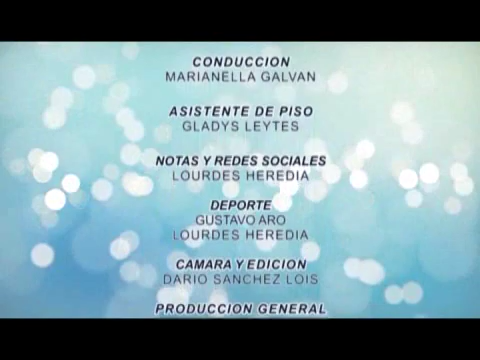 CONDUCCION
MARIANELLA GALVAN
ASISTENTE DE PISO
GLADYS LEYTES
NOTAS Y REDES SOCIALES
LOURDES HEREDIA
DEPORTE
GUSTAVO ARO
LOURDES HEREDIA
CAMARA Y EDICION
DARIO SANCHEZ LOIS
PRODUCCION GENERAL